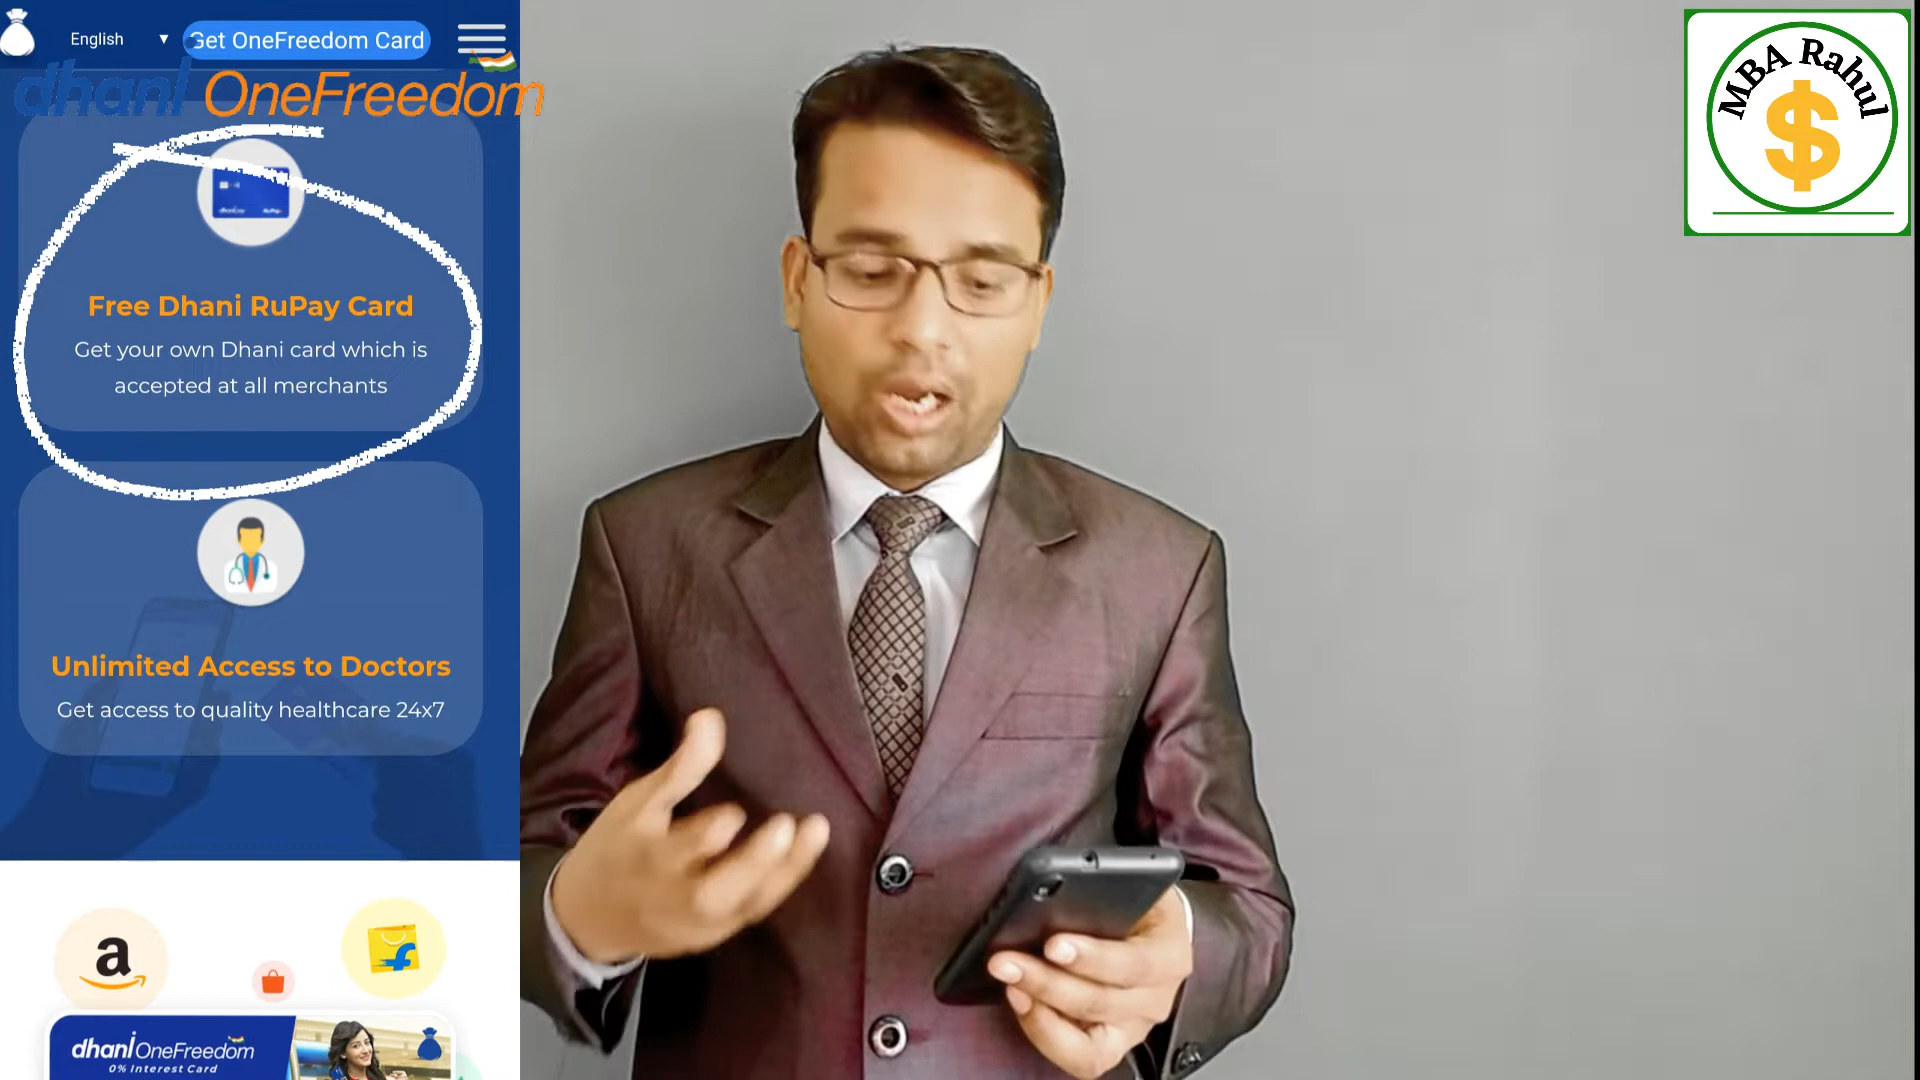 English ▼ Get OneFreedom Card
dhani OneFreedom
Free Dhani RuPay Card
Get your own Dhani card which is
accepted at all merchants
Unlimited Access to Doctors
Get access to quality healthcare 24x7
a
dhani OneFreedom
0% Interest Card
MBA Rahul
$